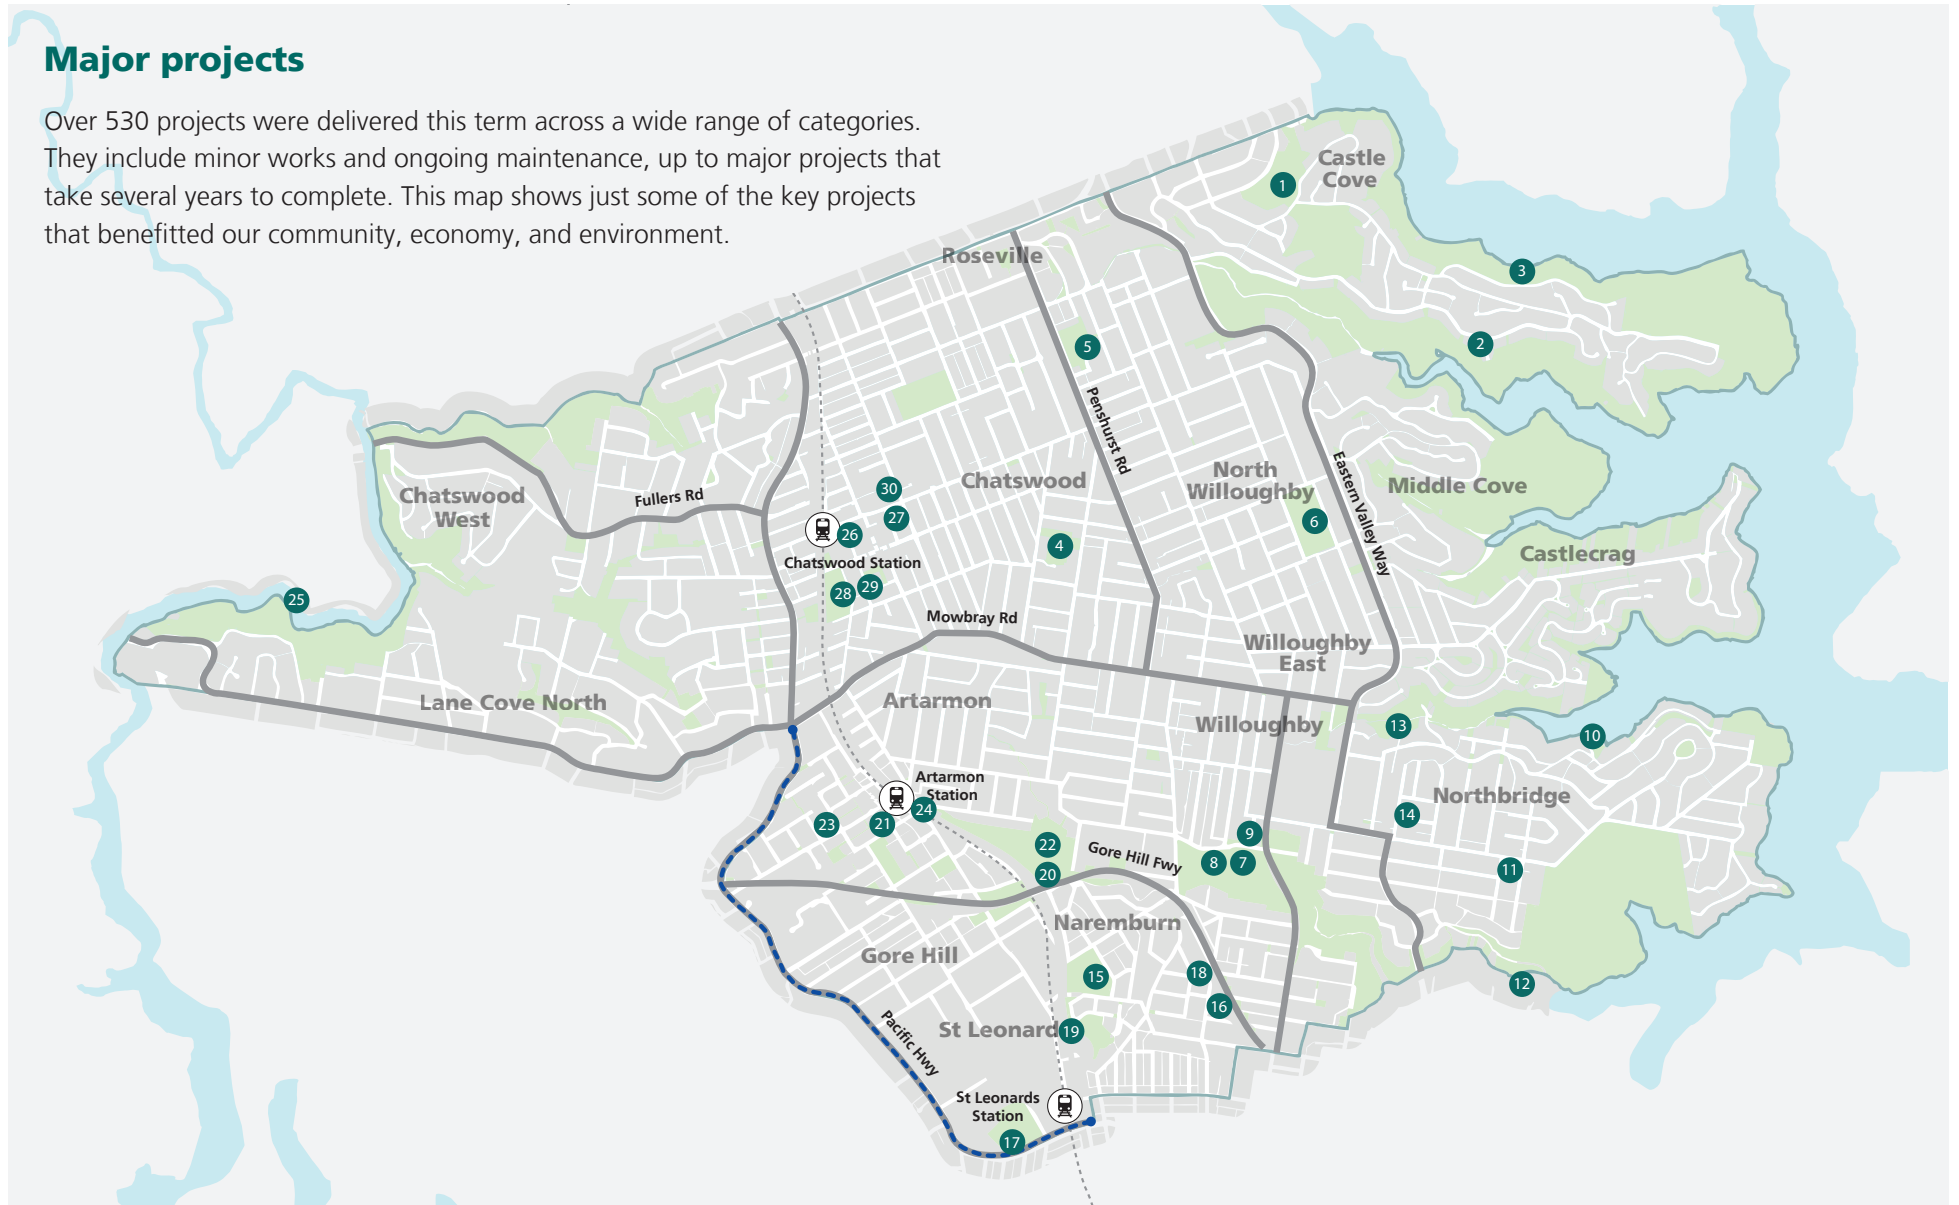 Major projects
Over 530 projects were delivered this term across a wide range of categories.
They include minor works and ongoing maintenance, up to major projects that
take several years to complete. This map shows just some of the key projects
that benefitted our community, economy, and environment.
Castle
Cove
1
Roseville
3
2
5
Penshurst Rd
Chatswood
North
Willoughby
Eastern Valley Way
Middle Cove
Chatswood
West
Fullers Rd
30
27
26
6
4
Castlecrag
Chatswood Station
28
29
25
Mowbray Rd
Willoughby
East
Lane Cove North
Artarmon
Willoughby
13
10
Artarmon
Station
24
Northbridge
23
21
22
20
Gore Hill Fwy
9
8
7
14
11
Naremburn
Gore Hill
15
18
16
12
Pacific Hwy
St Leonard
19
St Leonards
Station
17